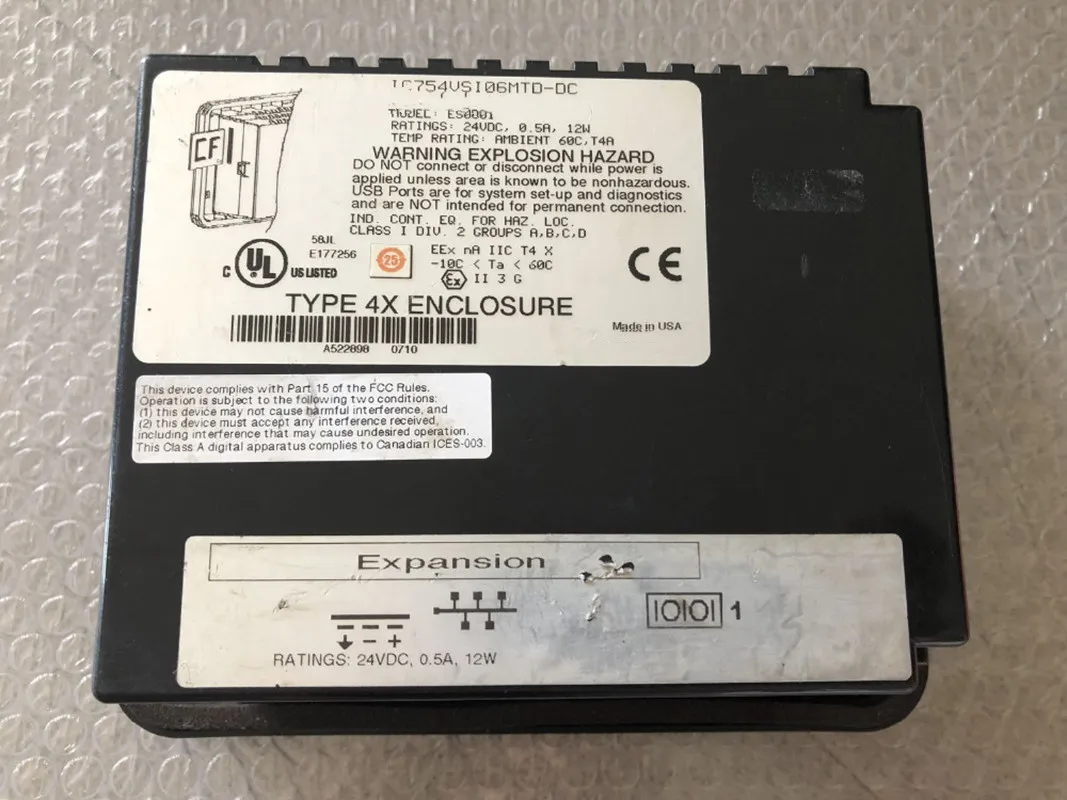 IC754VSI06MTD-DC
MODEL: ES0001
RATINGS: 24VDC, 0.5A, 12W
TEMP RATING: AMBIENT 60C,T4A
WARNING EXPLOSION HAZARD
DO NOT connect or disconnect while power is
applied unless area is known to be nonhazardous.
USB Ports are for system set-up and diagnostics
and are NOT intended for permanent connection.
IND. CONT. EQ. FOR HAZ. LOC.
CLASS I DIV. 2 GROUPS A,B,C,D
CF
58JL
E177256
C UL US LISTED
25
EEx nA IIC T4 X
-10C < Ta < 60C
Ex II 3 G
CE
TYPE 4X ENCLOSURE
A522898 0710
Made in USA
This device complies with Part 15 of the FCC Rules.
Operation is subject to the following two conditions:
(1) this device may not cause harmful interference, and
(2) this device must accept any interference received,
including interference that may cause undesired operation.
This Class A digital apparatus complies to Canadian ICES-003.
Expansion
IOIOI 1
RATINGS: 24VDC, 0.5A, 12W